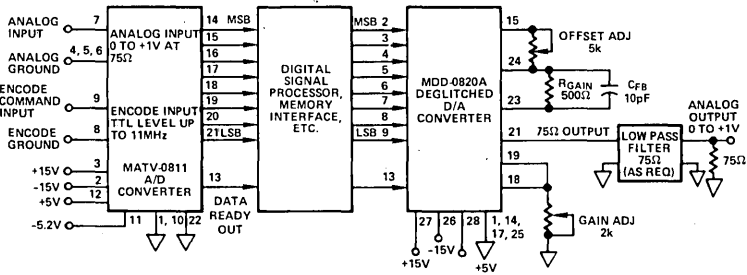 ANALOG INPUT
7
ANALOG GROUND
4, 5, 6
ENCODE COMMAND INPUT
9
ENCODE GROUND
8
+15V
3
-15V
2
+5V
12
-5.2V
11
1, 10
22
ANALOG INPUT
0 TO +1V AT
75Ω
ENCODE INPUT
TTL LEVEL UP
TO 11MHz
MATV-0811
A/D
CONVERTER
14 MSB
15
16
17
18
19
20
21 LSB
13
DATA
READY
OUT
DIGITAL
SIGNAL
PROCESSOR,
MEMORY
INTERFACE,
ETC.
MSB 2
3
4
5
6
7
8
LSB 9
13
MDD-0820A
DEGLITCHED
D/A
CONVERTER
27
+15V
26
-15V
28
+5V
1, 14,
17, 25
15
OFFSET ADJ
5k
24
RGAIN
500Ω
CFB
10pF
23
21
75Ω OUTPUT
19
18
GAIN ADJ
2k
LOW PASS
FILTER
75Ω
(AS REQ)
ANALOG
OUTPUT
0 TO +1V
75Ω